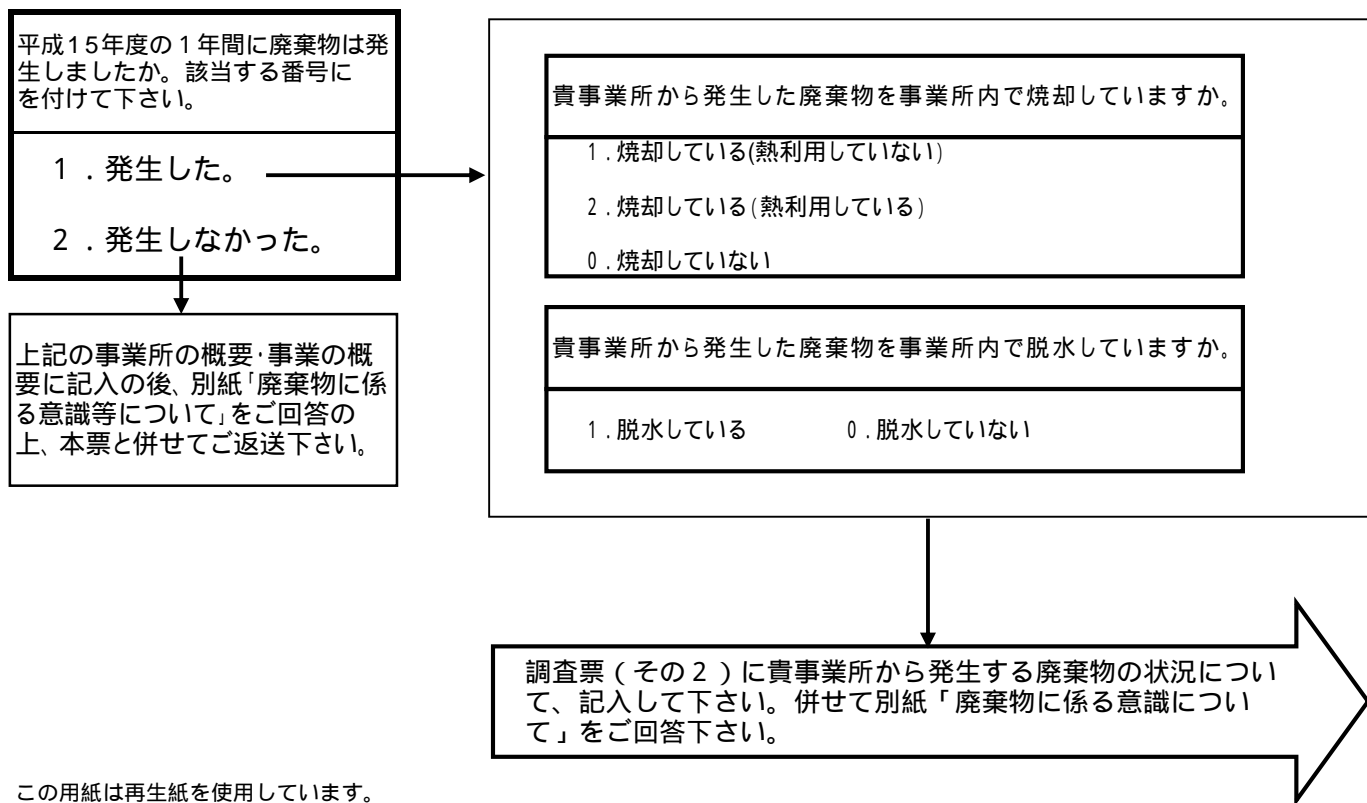 平成15年度の1年間に廃棄物は発
生しましたか。該当する番号に
を付けて下さい。
1．発生した。
2．発生しなかった。
上記の事業所の概要・事業の概
要に記入の後、別紙「廃棄物に係
る意識等について」をご回答の
上、本票と併せてご返送下さい。
貴事業所から発生した廃棄物を事業所内で焼却していますか。
1．焼却している(熱利用していない)
2．焼却している(熱利用している)
0．焼却していない
貴事業所から発生した廃棄物を事業所内で脱水していますか。
1．脱水している　　0．脱水していない
調査票（その2）に貴事業所から発生する廃棄物の状況につい
て、記入して下さい。併せて別紙「廃棄物に係る意識につい
て」をご回答下さい。
この用紙は再生紙を使用しています。